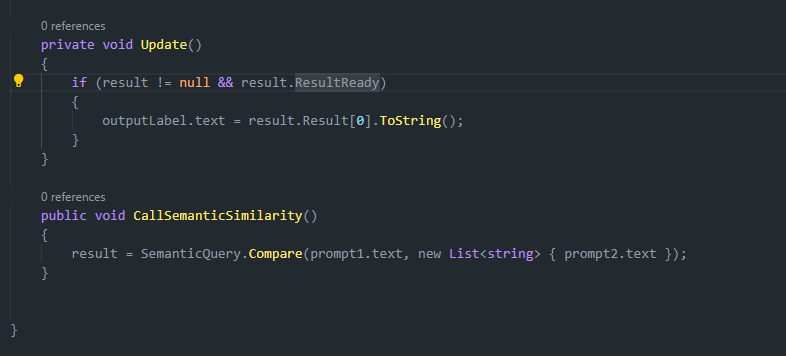 0 references
private void Update()
{
if (result != null && result.ResultReady)
{
outputLabel.text = result.Result[0].ToString();
}
}
0 references
public void CallSemanticSimilarity()
{
result = SemanticQuery.Compare(prompt1.text, new List<string> { prompt2.text });
}
}